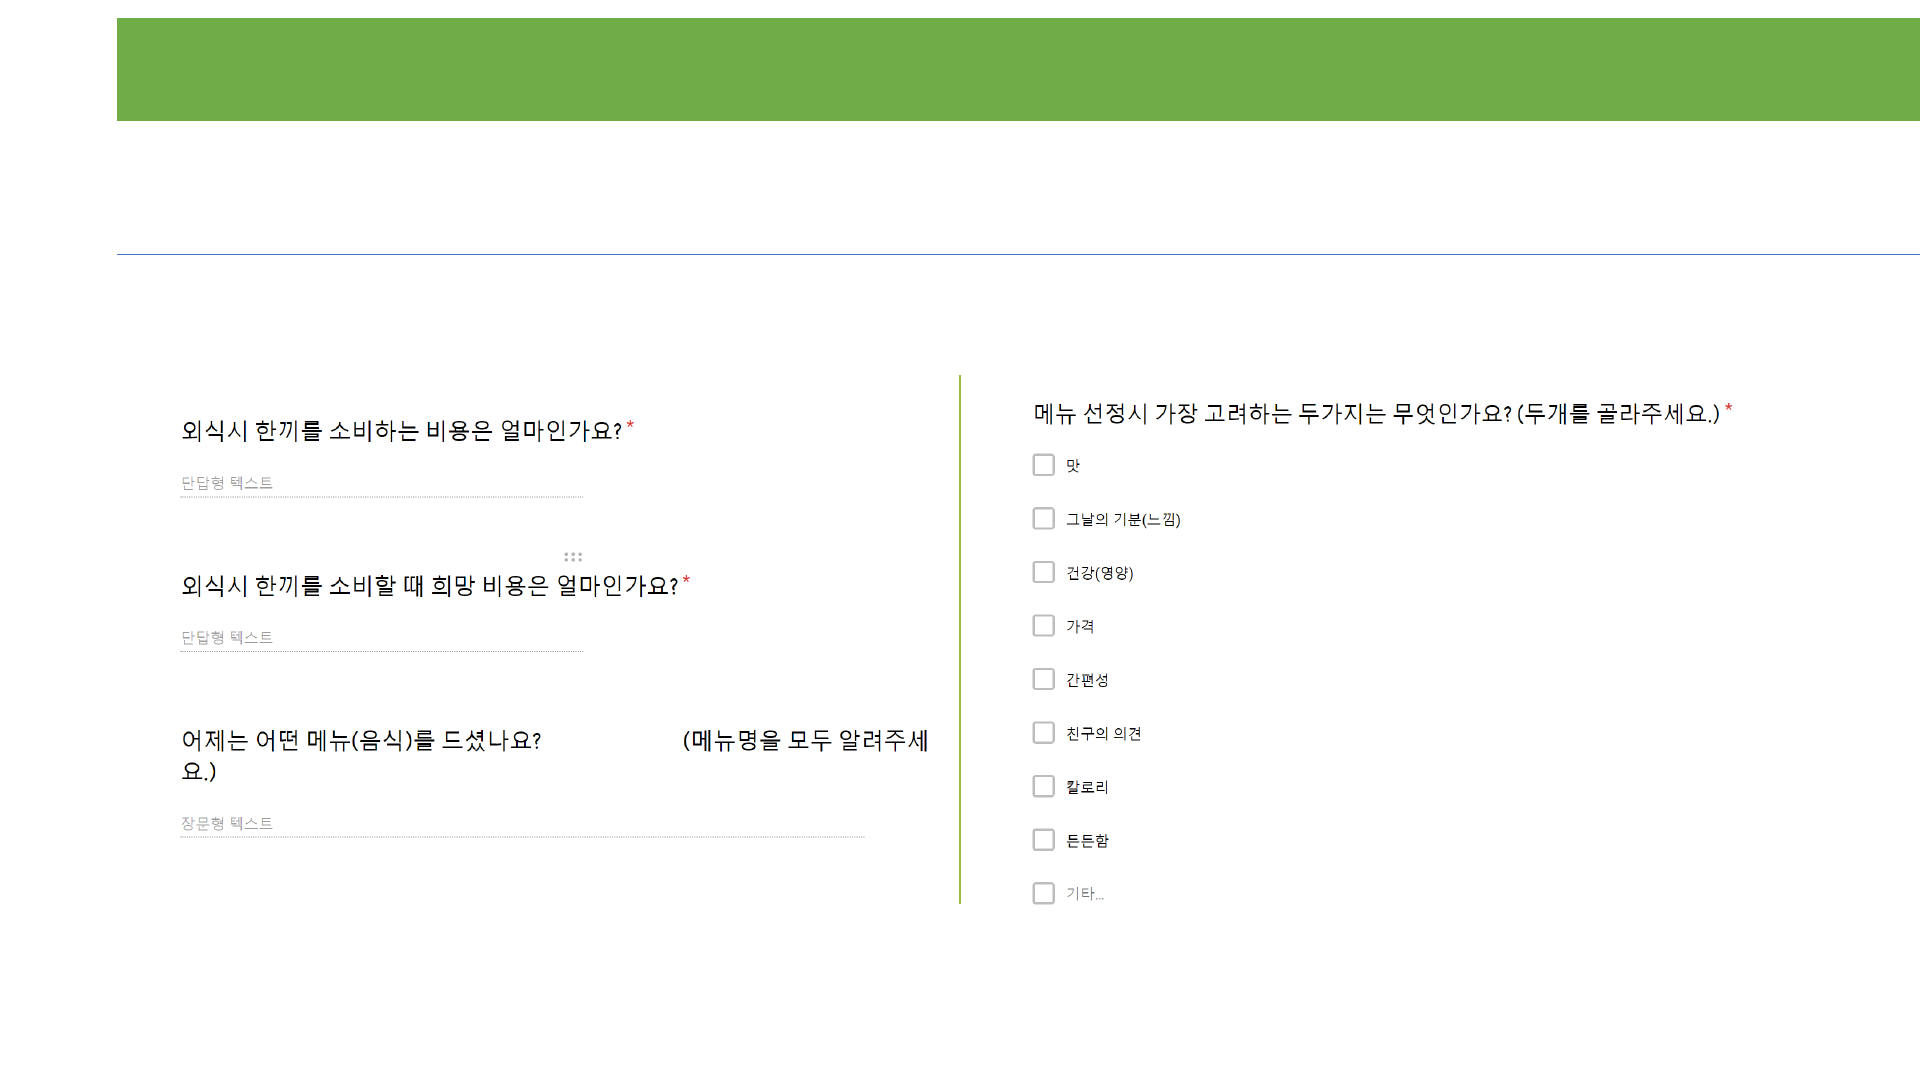 외식시 한끼를 소비하는 비용은 얼마인가요? *
단답형 텍스트
외식시 한끼를 소비할 때 희망 비용은 얼마인가요? *
단답형 텍스트
어제는 어떤 메뉴(음식)를 드셨나요? (메뉴명을 모두 알려주세
요.)
장문형 텍스트
메뉴 선정시 가장 고려하는 두가지는 무엇인가요? (두개를 골라주세요.) *
맛
그날의 기분(느낌)
건강(영양)
가격
간편성
친구의 의견
칼로리
든든함
기타...